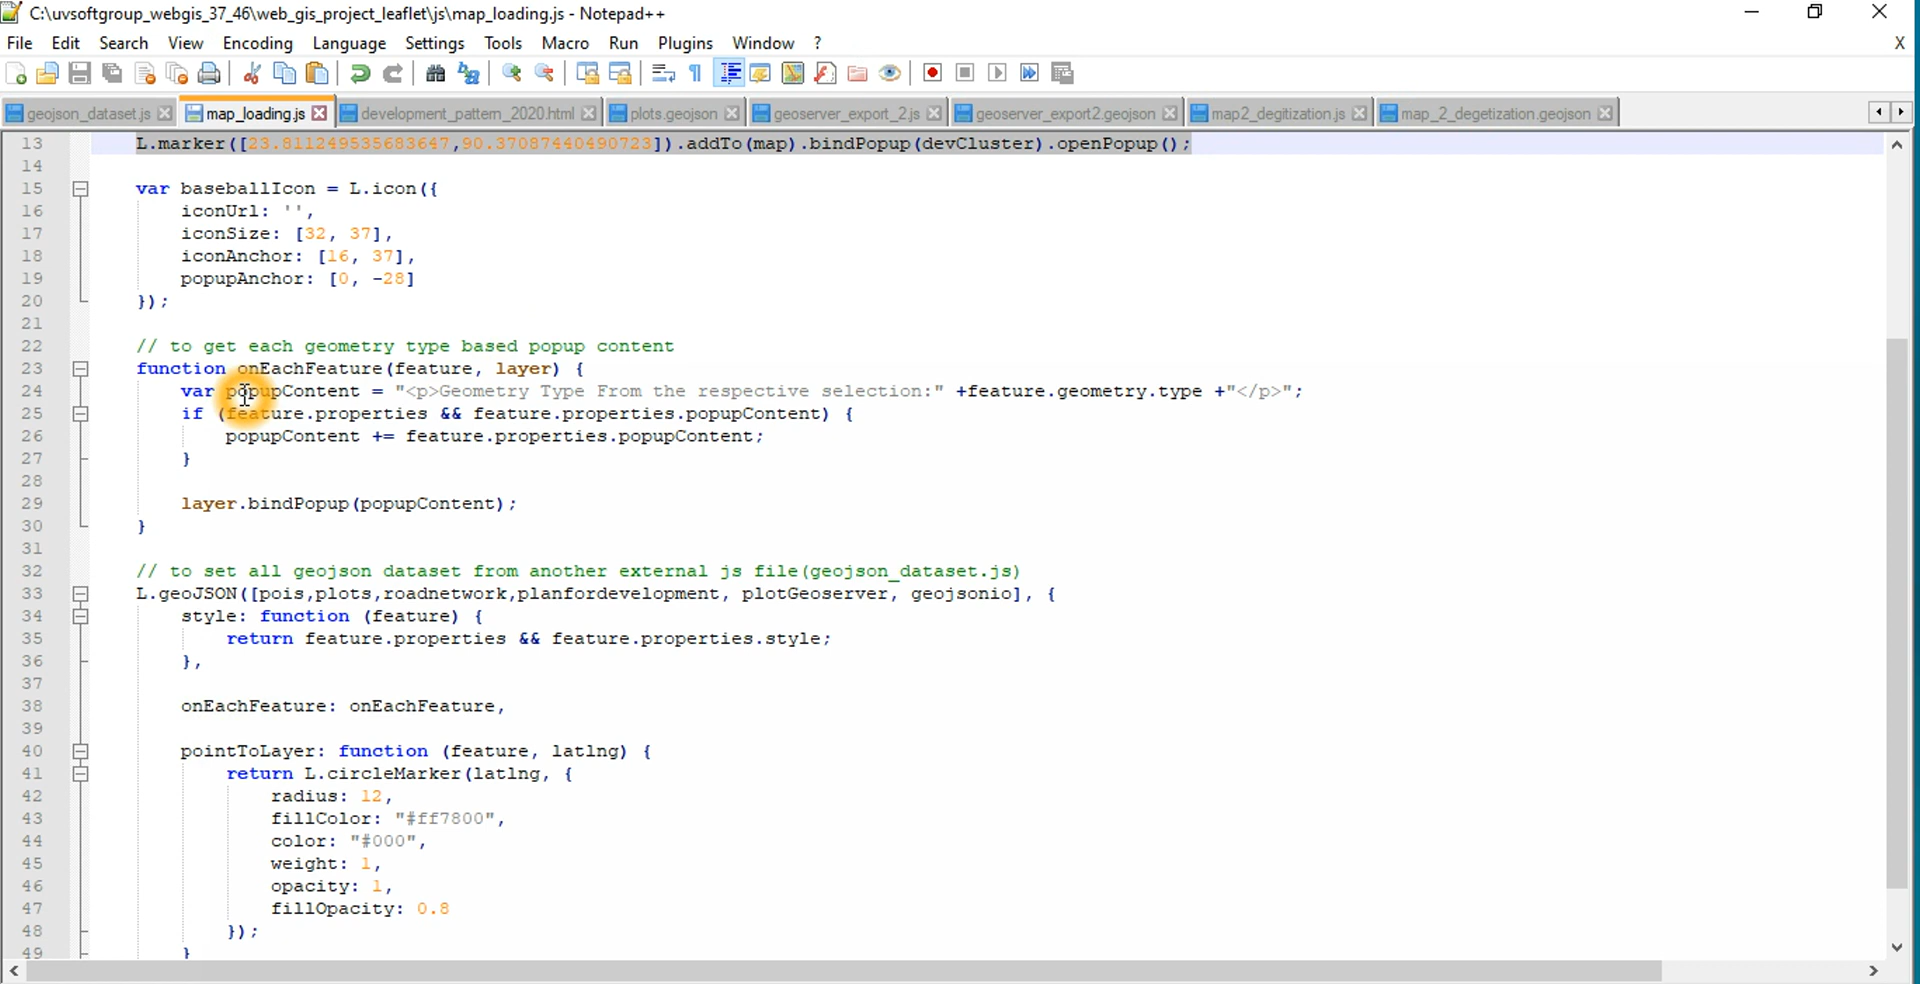 C:\uvsoftgroup_webgis_37_46\web_gis_project_leaflet\js\map_loading.js - Notepad++
File Edit Search View Encoding Language Settings Tools Macro Run Plugins Window ? X
geojson_dataset.js map_loading.js development_pattern_2020.html plots.geojson geoserver_export_2.js geoserver_export2.geojson map2_degitization.js map_2_degetization.geojson
13 L.marker([23.811249535683647,90.37087440490723]).addTo(map).bindPopup(devCluster).openPopup();
14
15 var baseballIcon = L.icon({
16 iconUrl: '',
17 iconSize: [32, 37],
18 iconAnchor: [16, 37],
19 popupAnchor: [0, -28]
20 });
21
22 // to get each geometry type based popup content
23 function onEachFeature(feature, layer) {
24 var popupContent = "<p>Geometry Type From the respective selection:" +feature.geometry.type +"</p>";
25 if (feature.properties && feature.properties.popupContent) {
26 popupContent += feature.properties.popupContent;
27 }
28
29 layer.bindPopup(popupContent);
30 }
31
32 // to set all geojson dataset from another external js file(geojson_dataset.js)
33 L.geoJSON([pois,plots,roadnetwork,planfordevelopment, plotGeoserver, geojsonio], {
34 style: function (feature) {
35 return feature.properties && feature.properties.style;
36 },
37
38 onEachFeature: onEachFeature,
39
40 pointToLayer: function (feature, latlng) {
41 return L.circleMarker(latlng, {
42 radius: 12,
43 fillColor: "#ff7800",
44 color: "#000",
45 weight: 1,
46 opacity: 1,
47 fillOpacity: 0.8
48 });
49 }